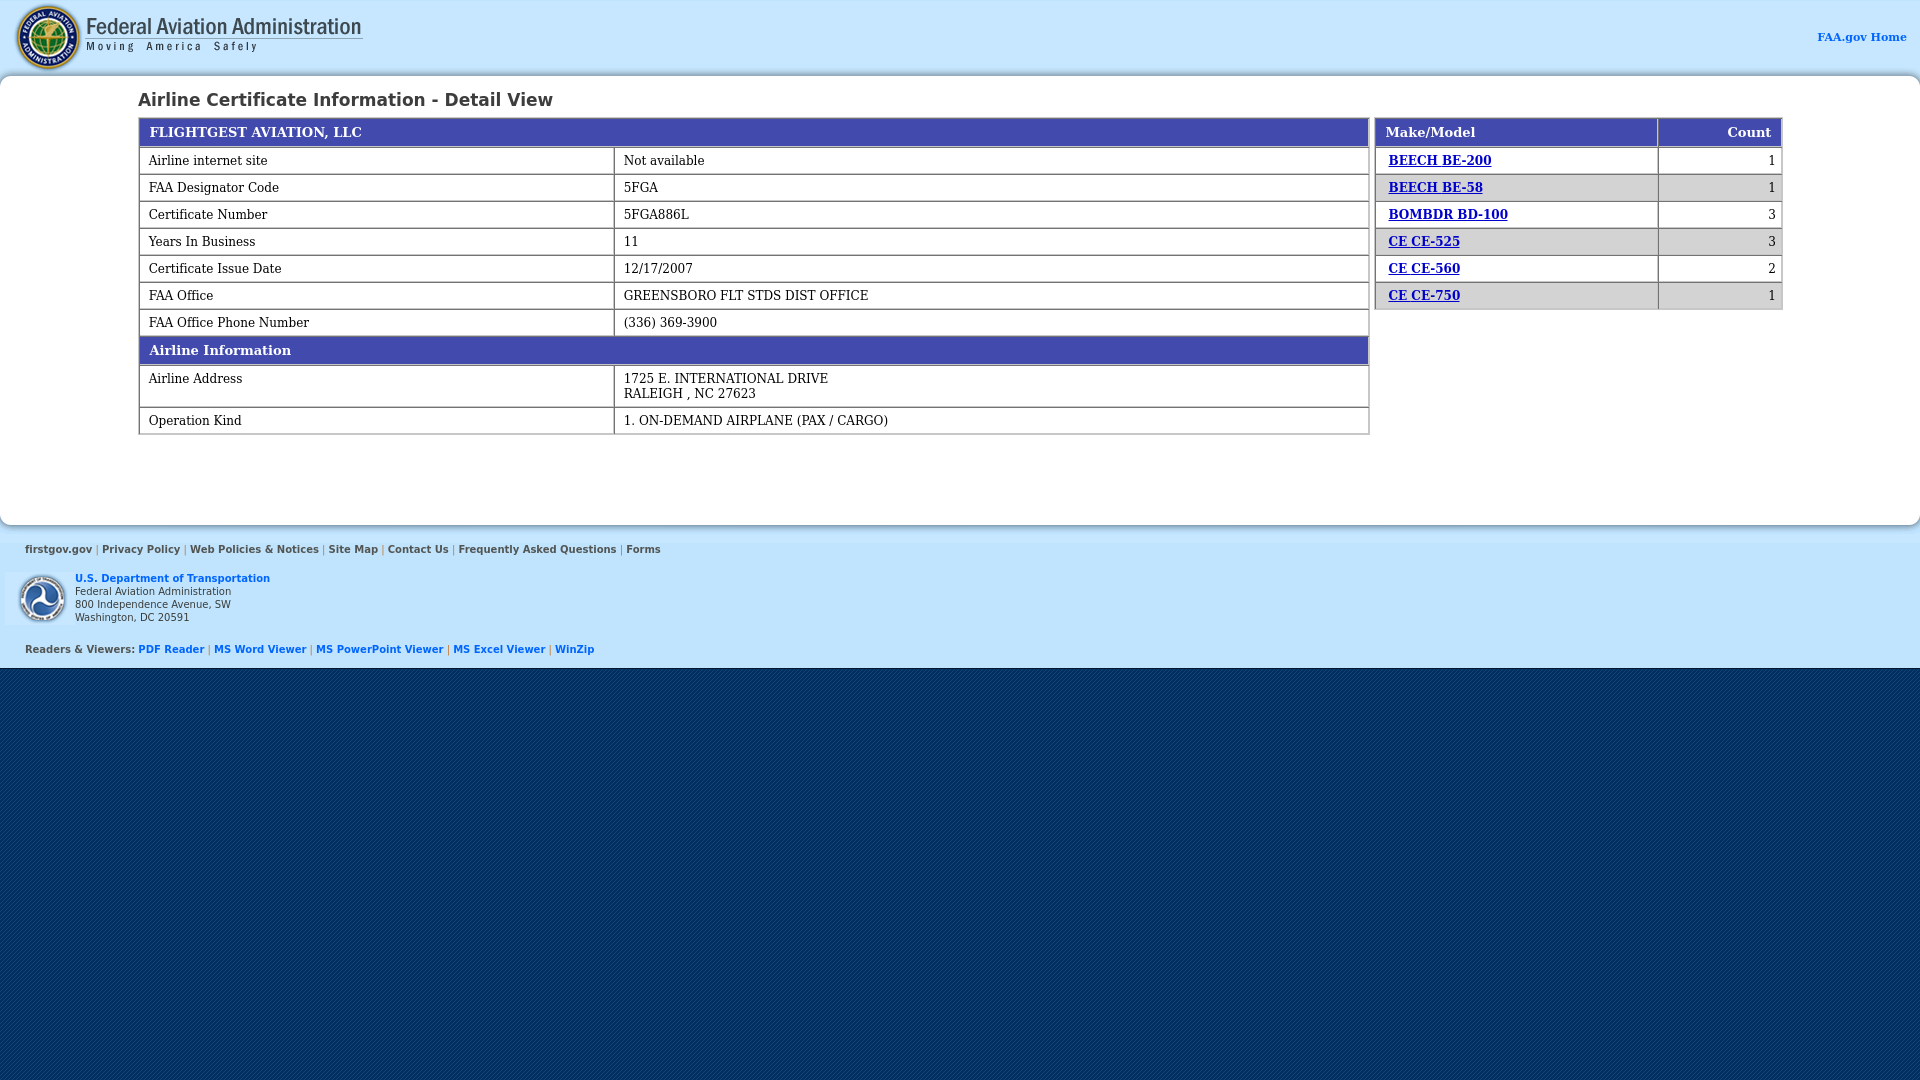 Federal Aviation Administration
Moving America Safely
FAA.gov Home
Airline Certificate Information - Detail View
FLIGHTGEST AVIATION, LLC
Airline internet site Not available
FAA Designator Code 5FGA
Certificate Number 5FGA886L
Years In Business 11
Certificate Issue Date 12/17/2007
FAA Office GREENSBORO FLT STDS DIST OFFICE
FAA Office Phone Number (336) 369-3900
Airline Information
Airline Address 1725 E. INTERNATIONAL DRIVE
RALEIGH , NC 27623
Operation Kind 1. ON-DEMAND AIRPLANE (PAX / CARGO)
Make/Model Count
BEECH BE-200 1
BEECH BE-58 1
BOMBDR BD-100 3
CE CE-525 3
CE CE-560 2
CE CE-750 1
firstgov.gov | Privacy Policy | Web Policies & Notices | Site Map | Contact Us | Frequently Asked Questions | Forms
U.S. Department of Transportation
Federal Aviation Administration
800 Independence Avenue, SW
Washington, DC 20591
Readers & Viewers: PDF Reader | MS Word Viewer | MS PowerPoint Viewer | MS Excel Viewer | WinZip